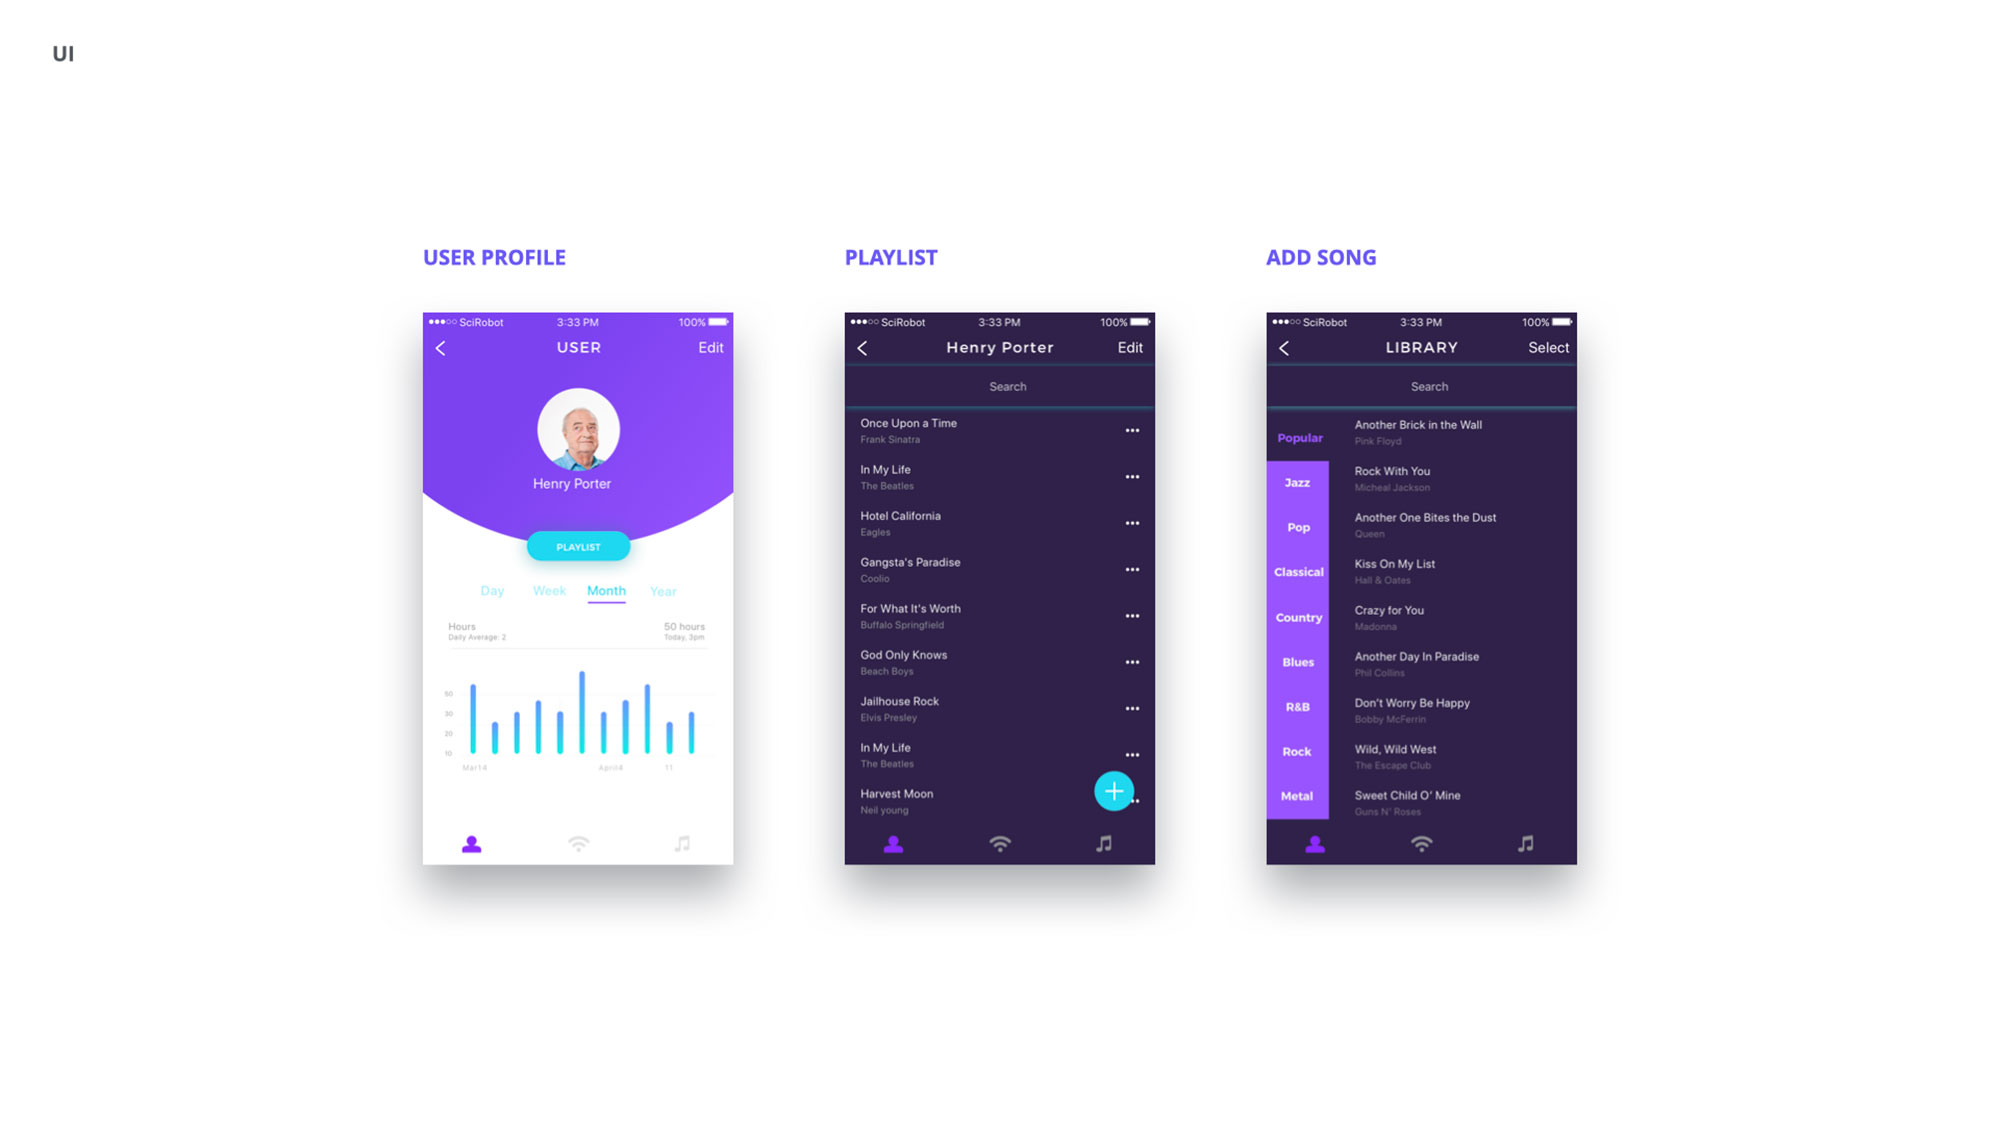 UI
USER PROFILE
SciRobot 3:33 PM 100%
USER Edit
Henry Porter
PLAYLIST
Day Week Month Year
Hours 50 hours
Daily Average: 2 Today, 3pm
50
30
20
10
Mar14 April4 11
PLAYLIST
SciRobot 3:33 PM 100%
Henry Porter Edit
Search
Once Upon a Time
Frank Sinatra
In My Life
The Beatles
Hotel California
Eagles
Gangsta's Paradise
Coolio
For What It's Worth
Buffalo Springfield
God Only Knows
Beach Boys
Jailhouse Rock
Elvis Presley
In My Life
The Beatles
Harvest Moon
Neil young
ADD SONG
SciRobot 3:33 PM 100%
LIBRARY Select
Search
Popular
Jazz
Pop
Classical
Country
Blues
R&B
Rock
Metal
Another Brick in the Wall
Pink Floyd
Rock With You
Micheal Jackson
Another One Bites the Dust
Queen
Kiss On My List
Hall & Oates
Crazy for You
Madonna
Another Day In Paradise
Phil Collins
Don't Worry Be Happy
Bobby McFerrin
Wild, Wild West
The Escape Club
Sweet Child O' Mine
Guns N' Roses